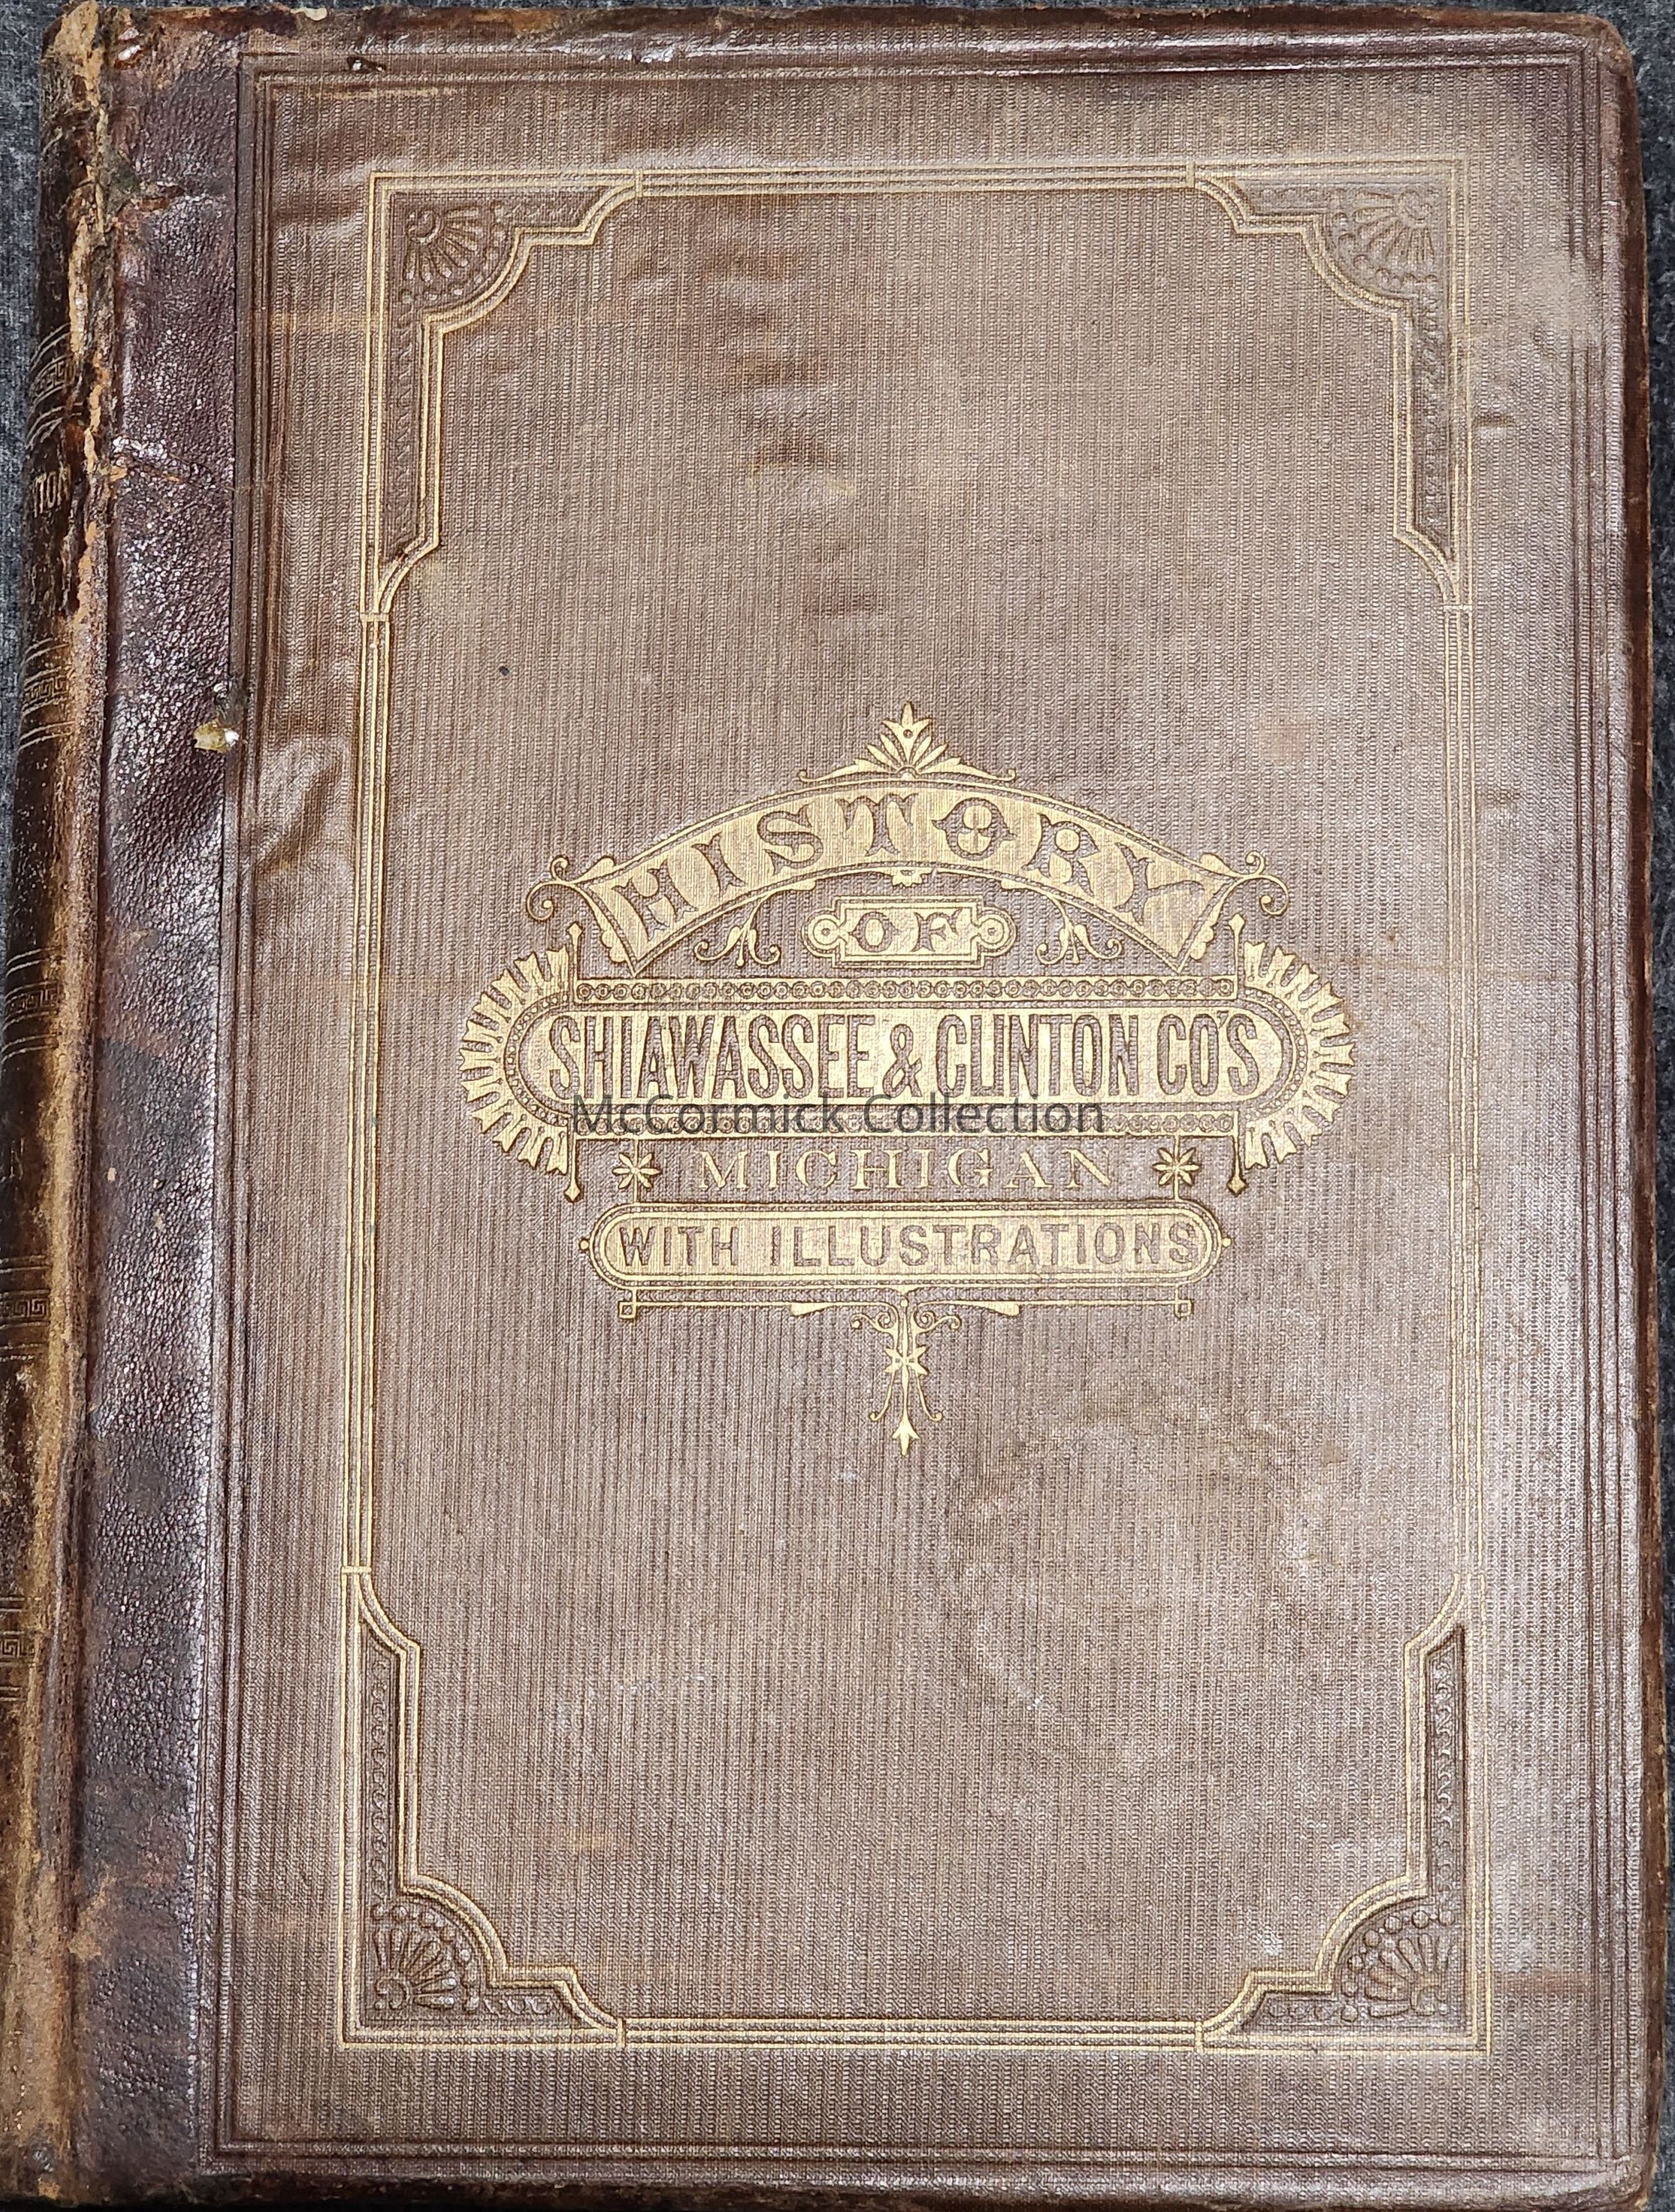 HISTORY
OF
SHIAWASSEE & CLINTON CO'S
McCormick Collection
MICHIGAN
WITH ILLUSTRATIONS